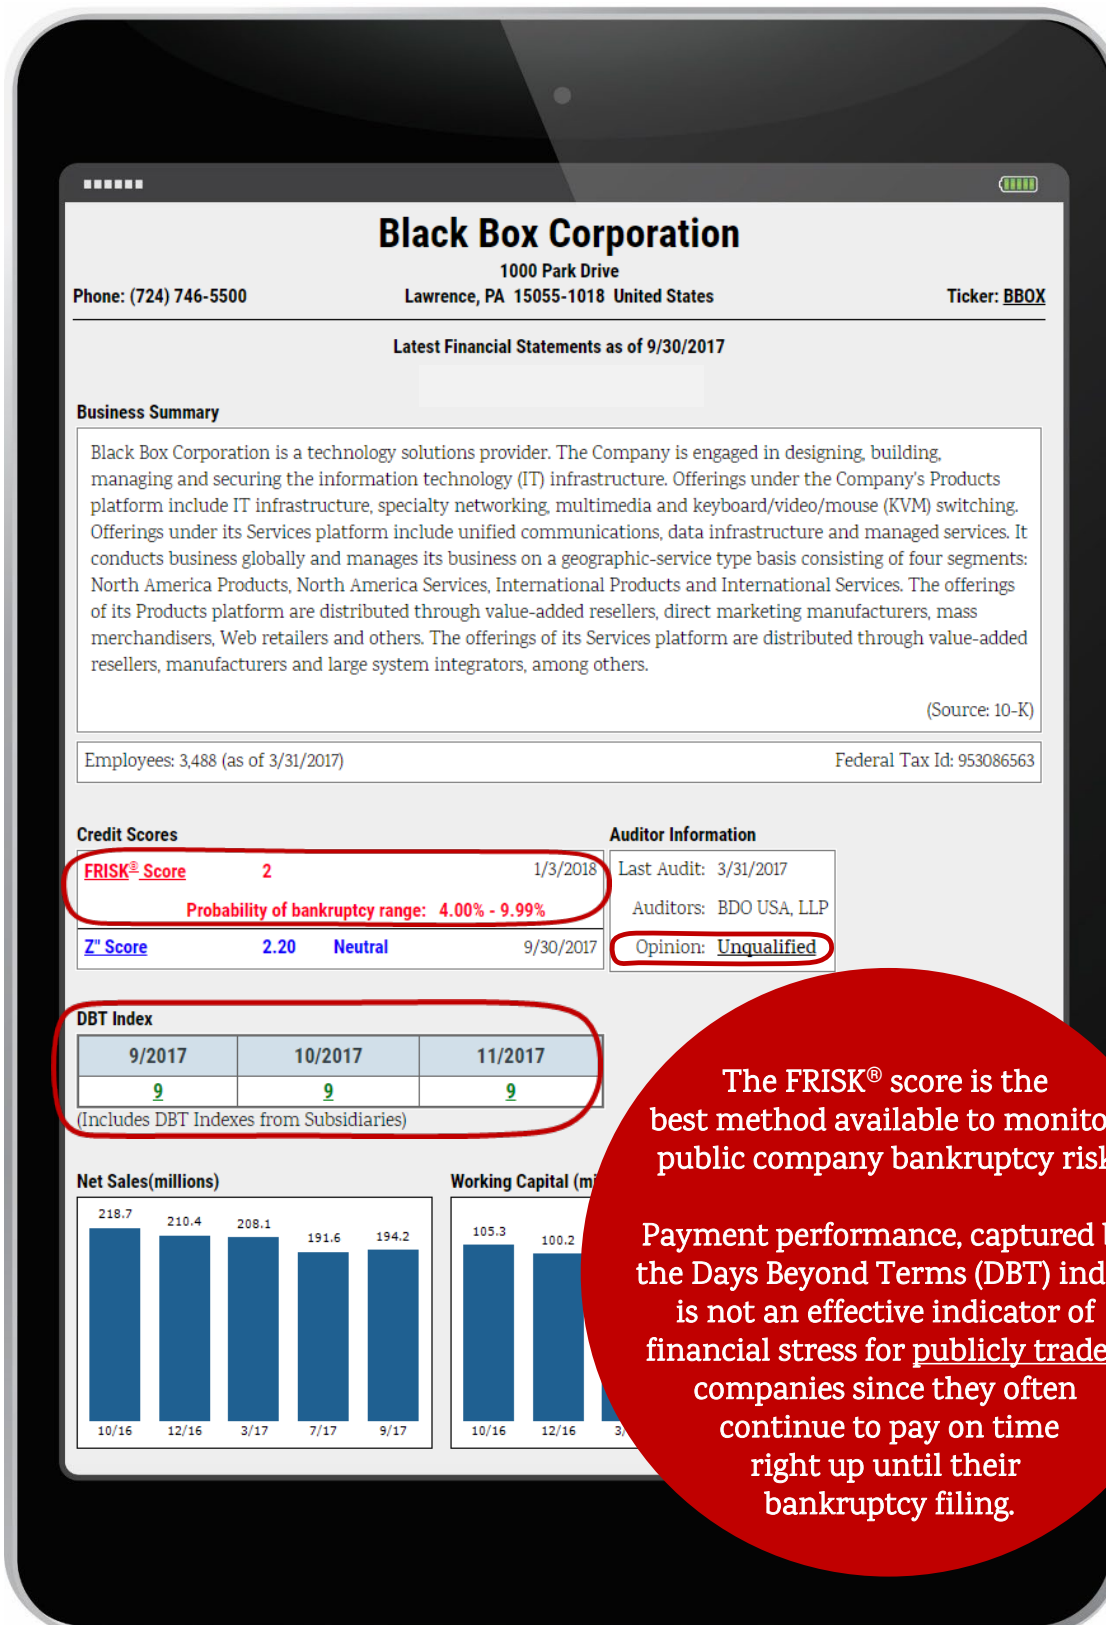 Black Box Corporation
1000 Park Drive
Phone: (724) 746-5500 Lawrence, PA 15055-1018 United States Ticker: BBOX
Latest Financial Statements as of 9/30/2017
Business Summary
Black Box Corporation is a technology solutions provider. The Company is engaged in designing, building,
managing and securing the information technology (IT) infrastructure. Offerings under the Company's Products
platform include IT infrastructure, specialty networking, multimedia and keyboard/video/mouse (KVM) switching.
Offerings under its Services platform include unified communications, data infrastructure and managed services. It
conducts business globally and manages its business on a geographic-service type basis consisting of four segments:
North America Products, North America Services, International Products and International Services. The offerings
of its Products platform are distributed through value-added resellers, direct marketing manufacturers, mass
merchandisers, Web retailers and others. The offerings of its Services platform are distributed through value-added
resellers, manufacturers and large system integrators, among others.
(Source: 10-K)
Employees: 3,488 (as of 3/31/2017) Federal Tax Id: 953086563
Credit Scores
FRISK® Score 2 1/3/2018
Probability of bankruptcy range: 4.00% - 9.99%
Z" Score 2.20 Neutral 9/30/2017
Auditor Information
Last Audit: 3/31/2017
Auditors: BDO USA, LLP
Opinion: Unqualified
DBT Index
9/2017 10/2017 11/2017
9 9 9
(Includes DBT Indexes from Subsidiaries)
Net Sales(millions)
218.7 210.4 208.1 191.6 194.2
10/16 12/16 3/17 7/17 9/17
Working Capital
105.3 100.2
10/16 12/16
The FRISK® score is the
best method available to
public company bankruptcy
Payment performance, captured
the Days Beyond Terms (DBT)
is not an effective indicator of
financial stress for publicly
companies since they often
continue to pay on time
right up until their
bankruptcy filing.